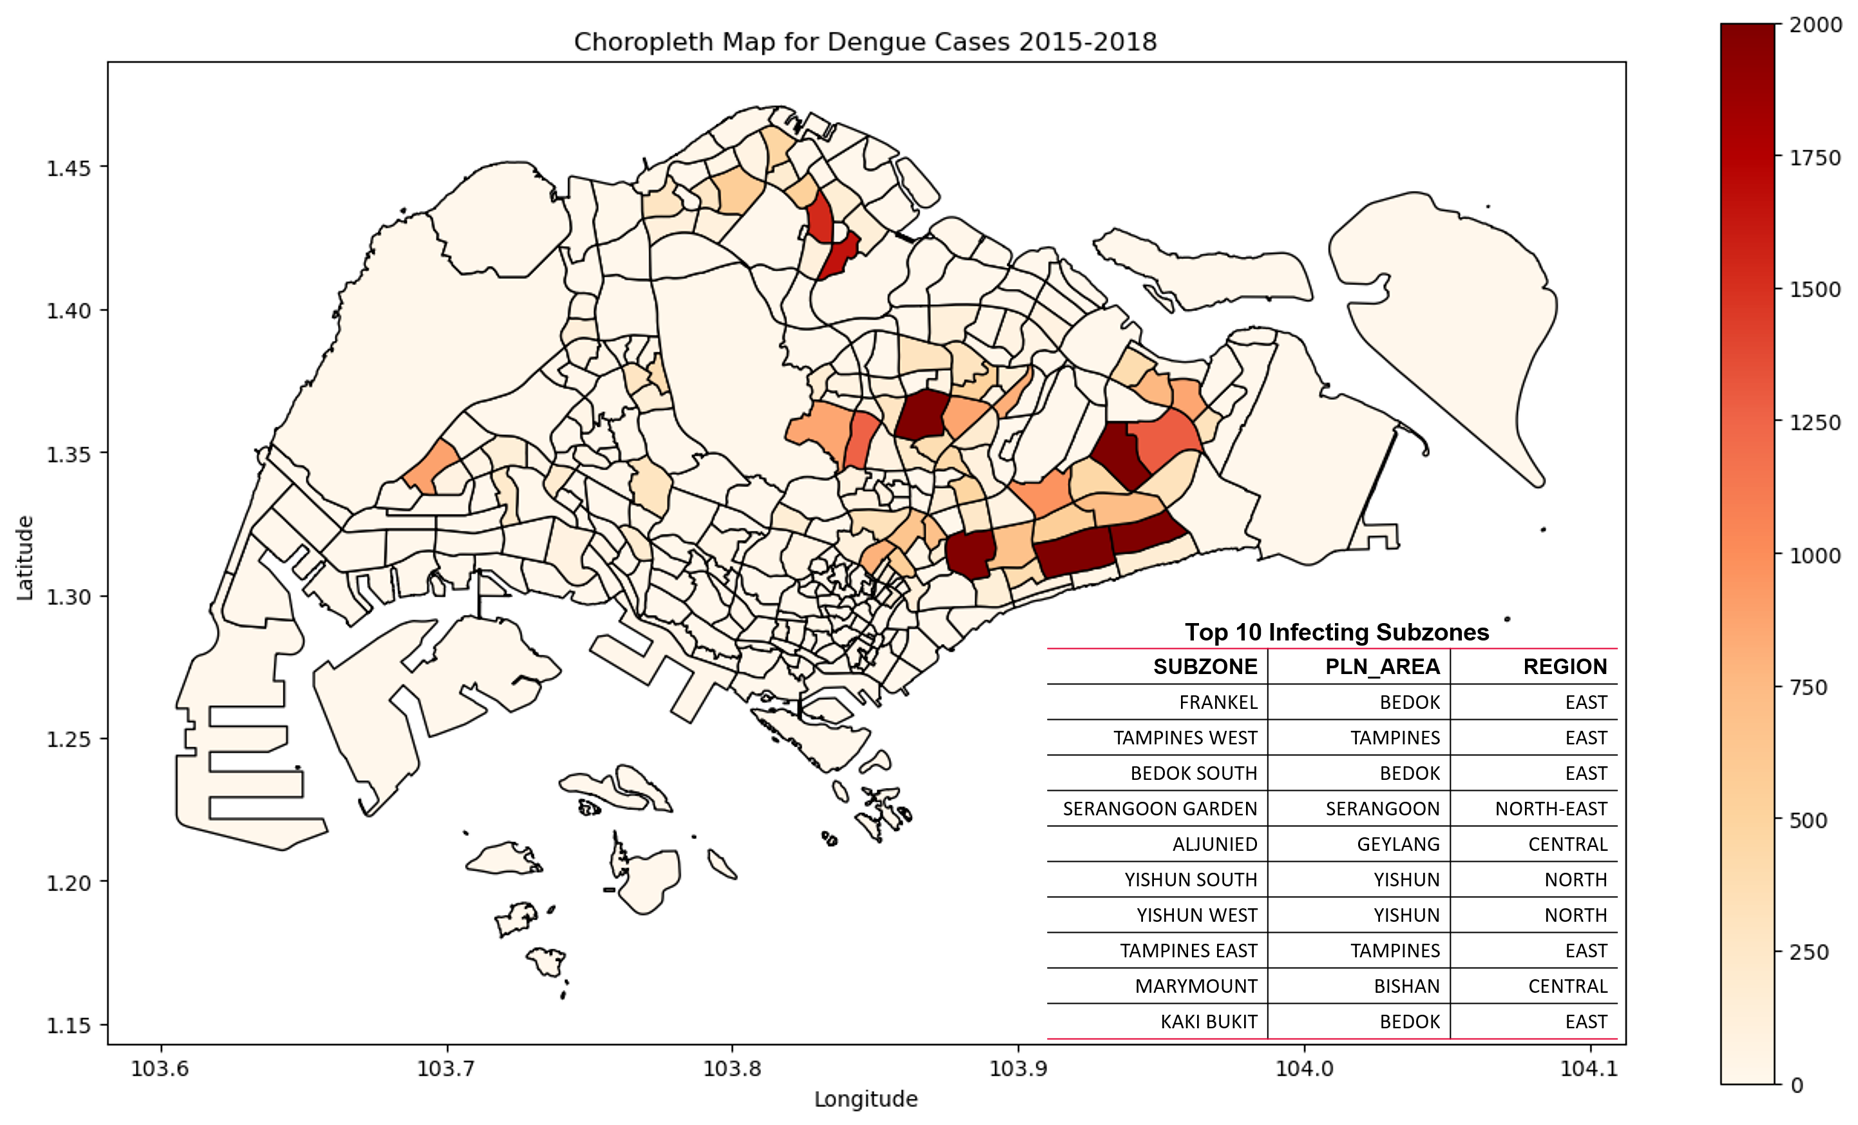 Choropleth Map for Dengue Cases 2015-2018
2000
1750
1500
1250
1000
750
500
250
0
1.45
1.40
1.35
1.30
1.25
1.20
1.15
Latitude
103.6
103.7
103.8
103.9
104.0
104.1
Longitude
Top 10 Infecting Subzones
SUBZONE PLN_AREA REGION
FRANKEL BEDOK EAST
TAMPINES WEST TAMPINES EAST
BEDOK SOUTH BEDOK EAST
SERANGOON GARDEN SERANGOON NORTH-EAST
ALJUNIED GEYLANG CENTRAL
YISHUN SOUTH YISHUN NORTH
YISHUN WEST YISHUN NORTH
TAMPINES EAST TAMPINES EAST
MARYMOUNT BISHAN CENTRAL
KAKI BUKIT BEDOK EAST